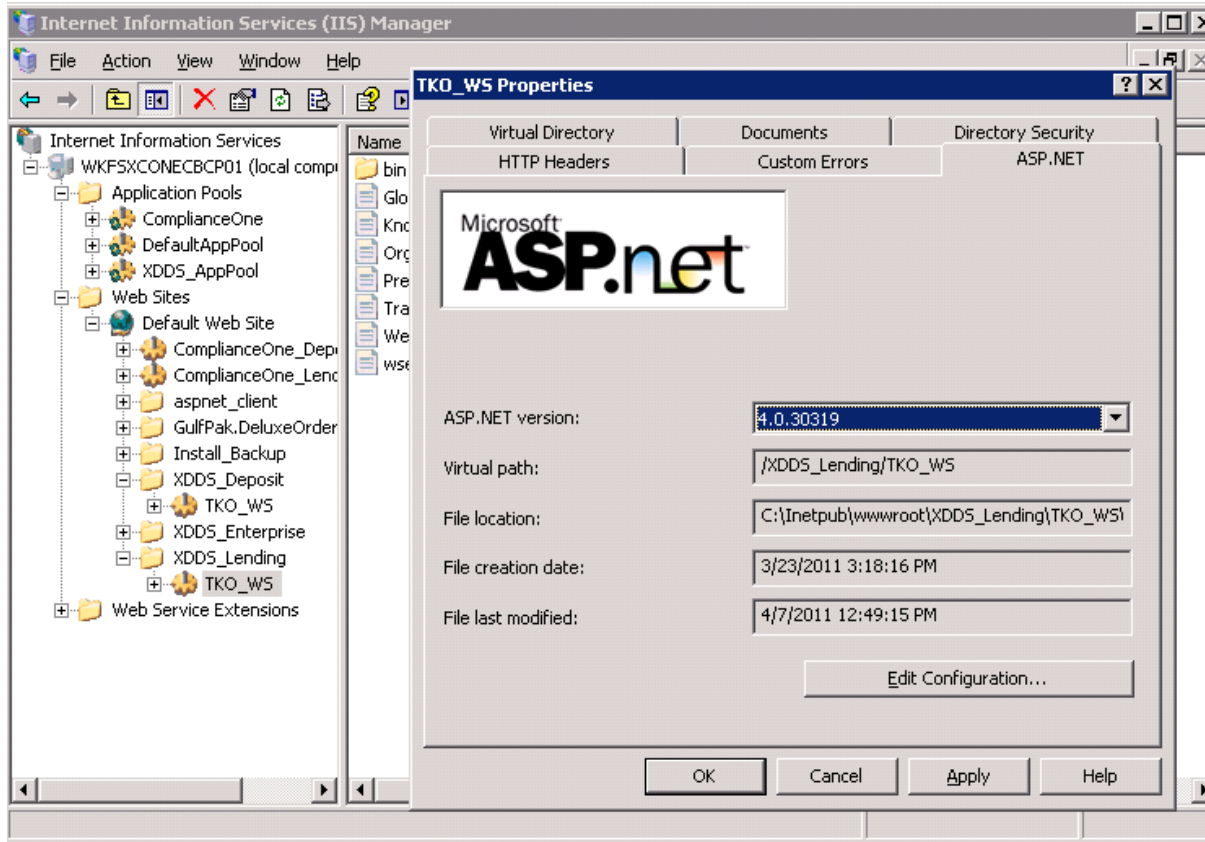 Internet Information Services (IIS) Manager
File Action View Window Help
Internet Information Services
WKFSXCONECBCP01 (local comp
Application Pools
ComplianceOne
DefaultAppPool
XDDS_AppPool
Web Sites
Default Web Site
ComplianceOne_Dep
ComplianceOne_Lend
aspnet_client
GulfPak.DeluxeOrder
Install_Backup
XDDS_Deposit
TKO_WS
XDDS_Enterprise
XDDS_Lending
TKO_WS
Web Service Extensions
Name
bin
Glo
Kno
Org
Pre
Tra
We
wse
TKO_WS Properties
Virtual Directory Documents Directory Security
HTTP Headers Custom Errors ASP.NET
Microsoft
ASP.net
ASP.NET version: 4.0.30319
Virtual path: /XDDS_Lending/TKO_WS
File location: C:\Inetpub\wwwroot\XDDS_Lending\TKO_WS\
File creation date: 3/23/2011 3:18:16 PM
File last modified: 4/7/2011 12:49:15 PM
Edit Configuration...
OK Cancel Apply Help